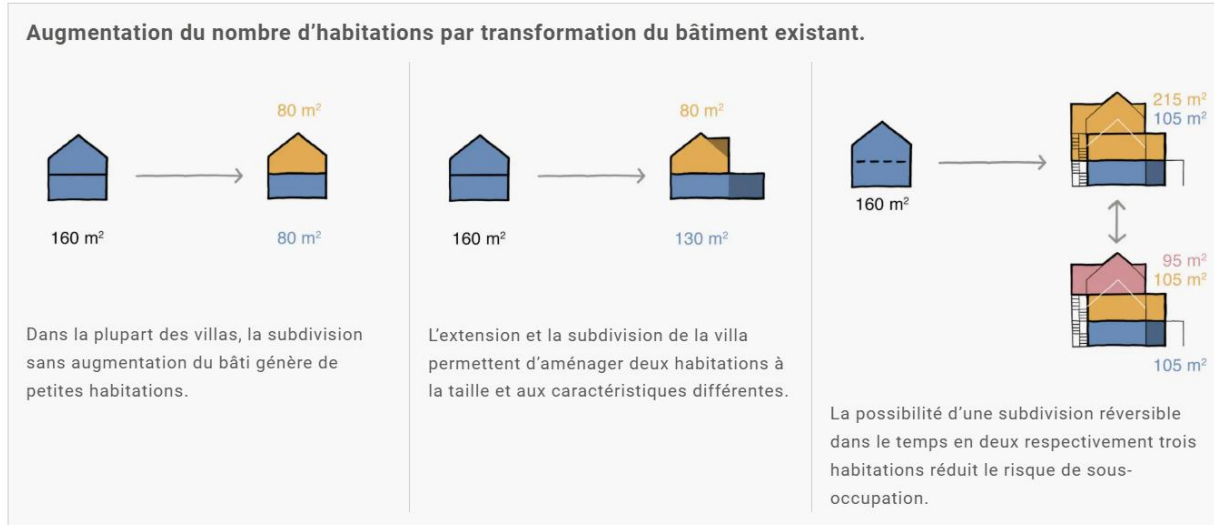 Augmentation du nombre d'habitations par transformation du bâtiment existant.
80 m²
160 m²
80 m²
Dans la plupart des villas, la subdivision
sans augmentation du bâti génère de
petites habitations.
80 m²
160 m²
130 m²
L'extension et la subdivision de la villa
permettent d'aménager deux habitations à
la taille et aux caractéristiques différentes.
215 m²
105 m²
160 m²
95 m²
105 m²
105 m²
La possibilité d'une subdivision réversible
dans le temps en deux respectivement trois
habitations réduit le risque de sous-
occupation.